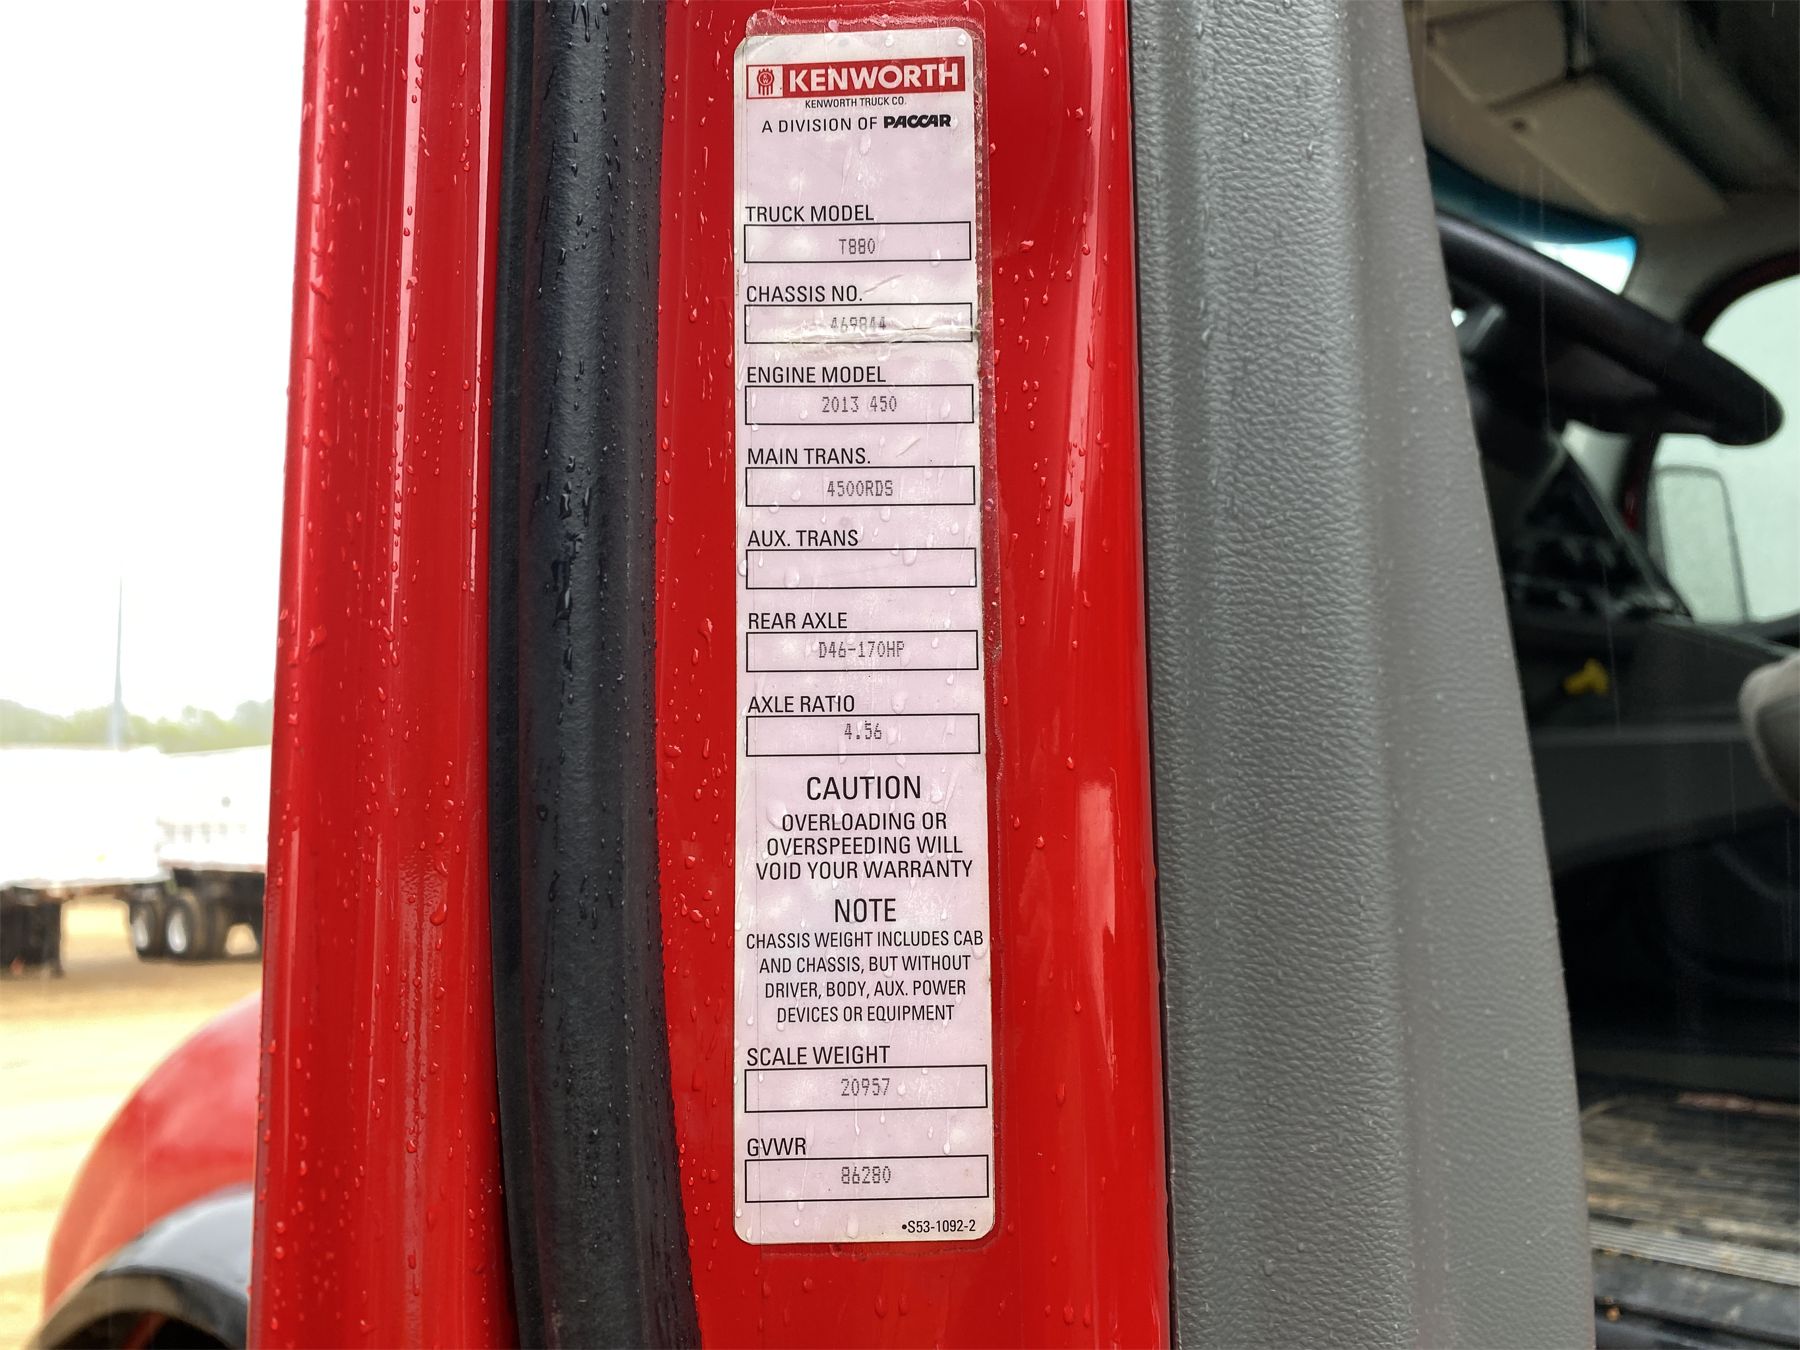 KENWORTH
KENWORTH TRUCK CO.
A DIVISION OF PACCAR
TRUCK MODEL
T880
CHASSIS NO.
469844
ENGINE MODEL
2013 450
MAIN TRANS.
4500RDS
AUX. TRANS
REAR AXLE
D46-170HP
AXLE RATIO
4.56
CAUTION
OVERLOADING OR
OVERSPEEDING WILL
VOID YOUR WARRANTY
NOTE
CHASSIS WEIGHT INCLUDES CAB
AND CHASSIS, BUT WITHOUT
DRIVER, BODY, AUX. POWER
DEVICES OR EQUIPMENT
SCALE WEIGHT
20957
GVWR
86280
•S53-1092-2